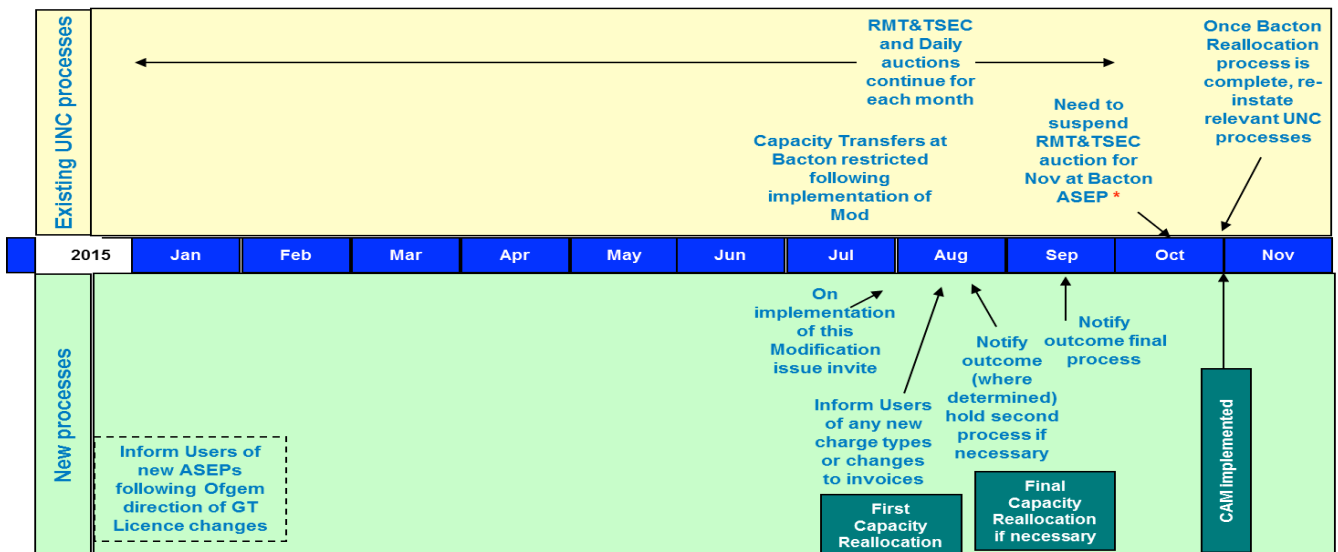 Existing UNC processes
RMT&TSEC
and Daily
auctions
continue for
each month
Once Bacton
Reallocation
process is
complete, re-
instate
relevant UNC
processes
Need to
suspend
RMT&TSEC
auction for
Nov at Bacton
ASEP *
Capacity Transfers at
Bacton restricted
following
implementation of
Mod
2015 Jan Feb Mar Apr May Jun Jul Aug Sep Oct Nov
New processes
Inform Users of
new ASEPs
following Ofgem
direction of GT
Licence changes
On
implementation
of this
Modification
issue invite
Inform Users
of any new
charge types
or changes
to invoices
Notify
outcome
(where
determined)
hold second
process if
necessary
Notify
outcome final
process
First
Capacity
Reallocation
Final
Capacity
Reallocation
if necessary
CAM implemented